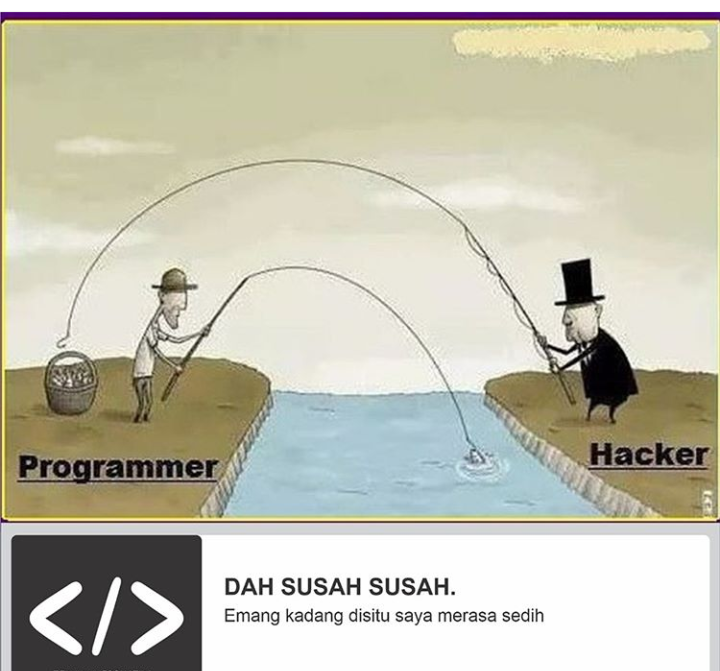 Programmer
Hacker
</>
DAH SUSAH SUSAH.
Emang kadang disitu saya merasa sedih